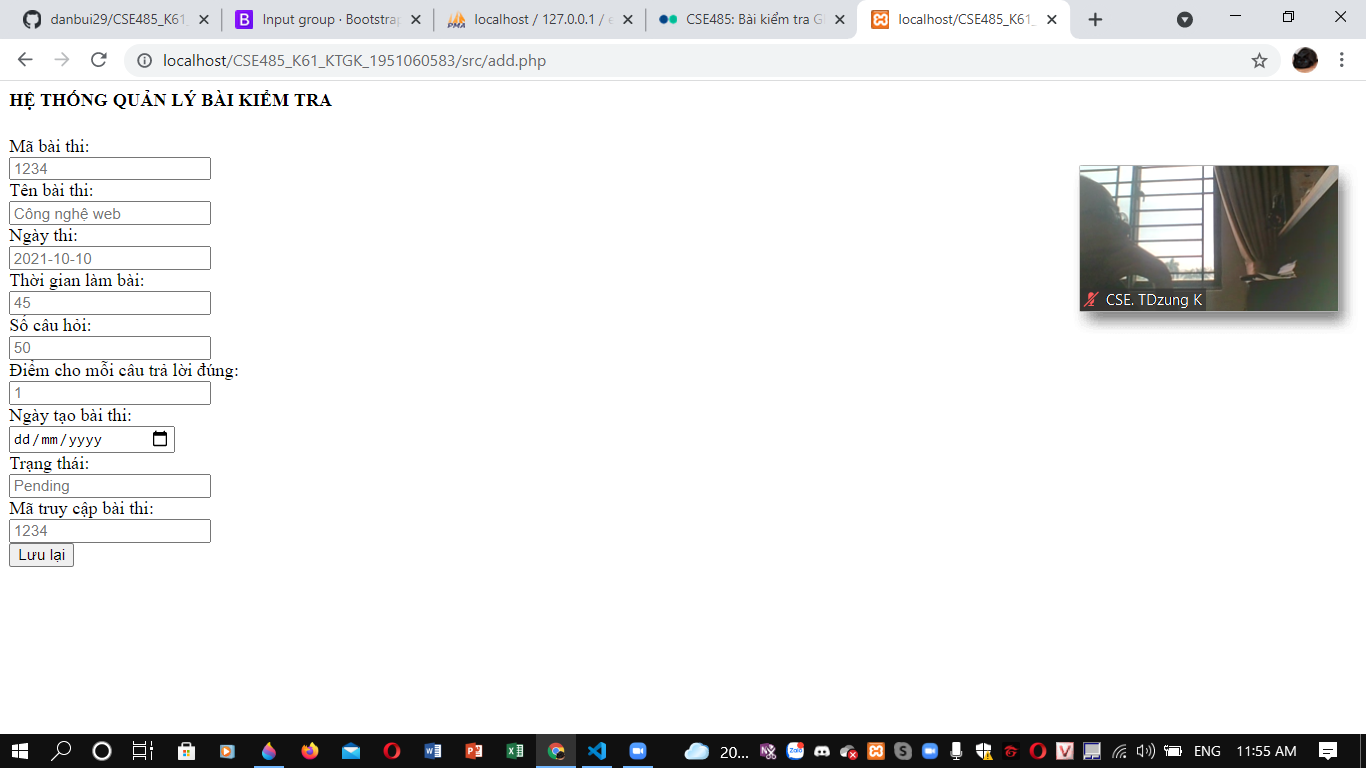 danbui29/CSE485_K61_
Input group · Bootstrap
localhost / 127.0.0.1 / e
CSE485: Bài kiểm tra G
localhost/CSE485_K61_
localhost/CSE485_K61_KTGK_1951060583/src/add.php
HỆ THỐNG QUẢN LÝ BÀI KIỂM TRA
Mã bài thi:
1234
Tên bài thi:
Công nghệ web
Ngày thi:
2021-10-10
Thời gian làm bài:
45
Số câu hỏi:
50
Điểm cho mỗi câu trả lời đúng:
1
Ngày tạo bài thi:
dd/mm/yyyy
Trạng thái:
Pending
Mã truy cập bài thi:
1234
Lưu lại
CSE. TDzung K
20...
ENG
11:55 AM